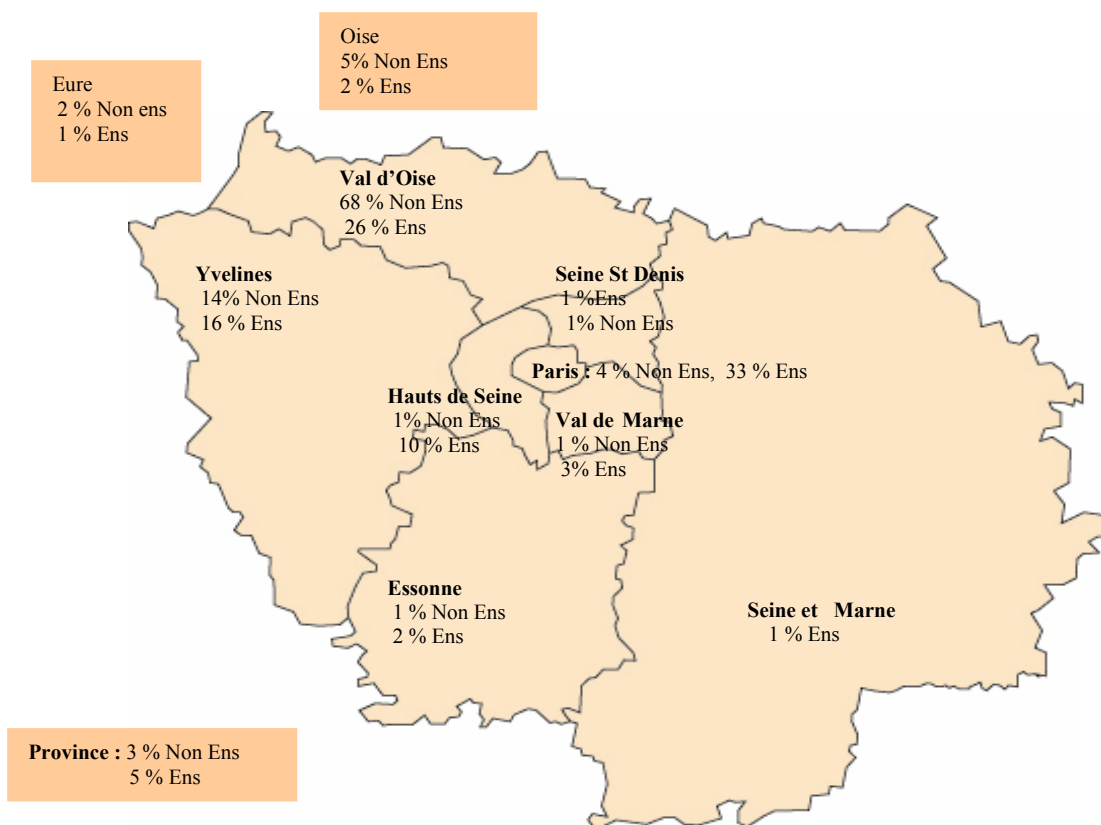 Oise
5% Non Ens
2 % Ens
Eure
2 % Non ens
1 % Ens
Val d’Oise
68 % Non Ens
26 % Ens
Yvelines
14% Non Ens
16 % Ens
Seine St Denis
1 %Ens
1% Non Ens
Paris : 4 % Non Ens, 33 % Ens
Hauts de Seine
1% Non Ens
10 % Ens
Val de Marne
1 % Non Ens
3% Ens
Essonne
1 % Non Ens
2 % Ens
Seine et Marne
1 % Ens
Province : 3 % Non Ens
5 % Ens